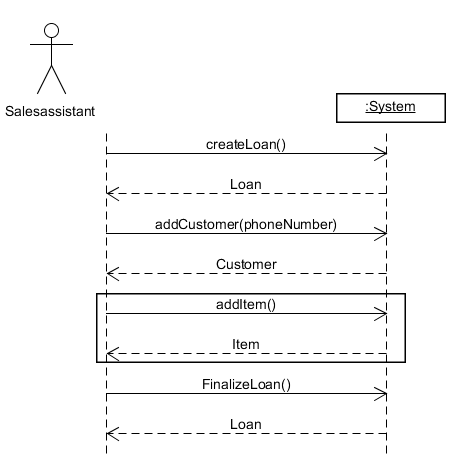 Salesassistant
:System
createLoan()
Loan
addCustomer(phoneNumber)
Customer
addItem()
Item
FinalizeLoan()
Loan